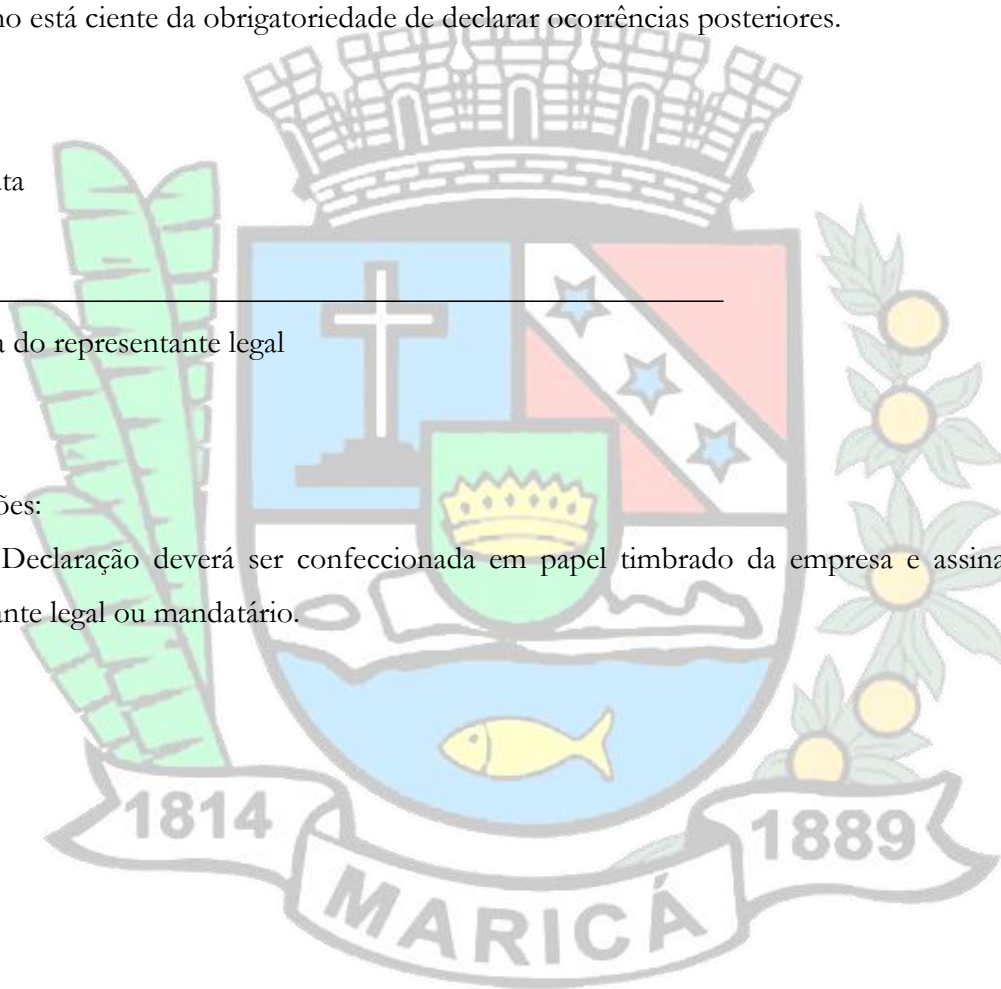 no está ciente da obrigatoriedade de declarar ocorrências posteriores.
ata
a do representante legal
ões:
Declaração deverá ser confeccionada em papel timbrado da empresa e assina
ante legal ou mandatário.
1814
1889
MARICÁ